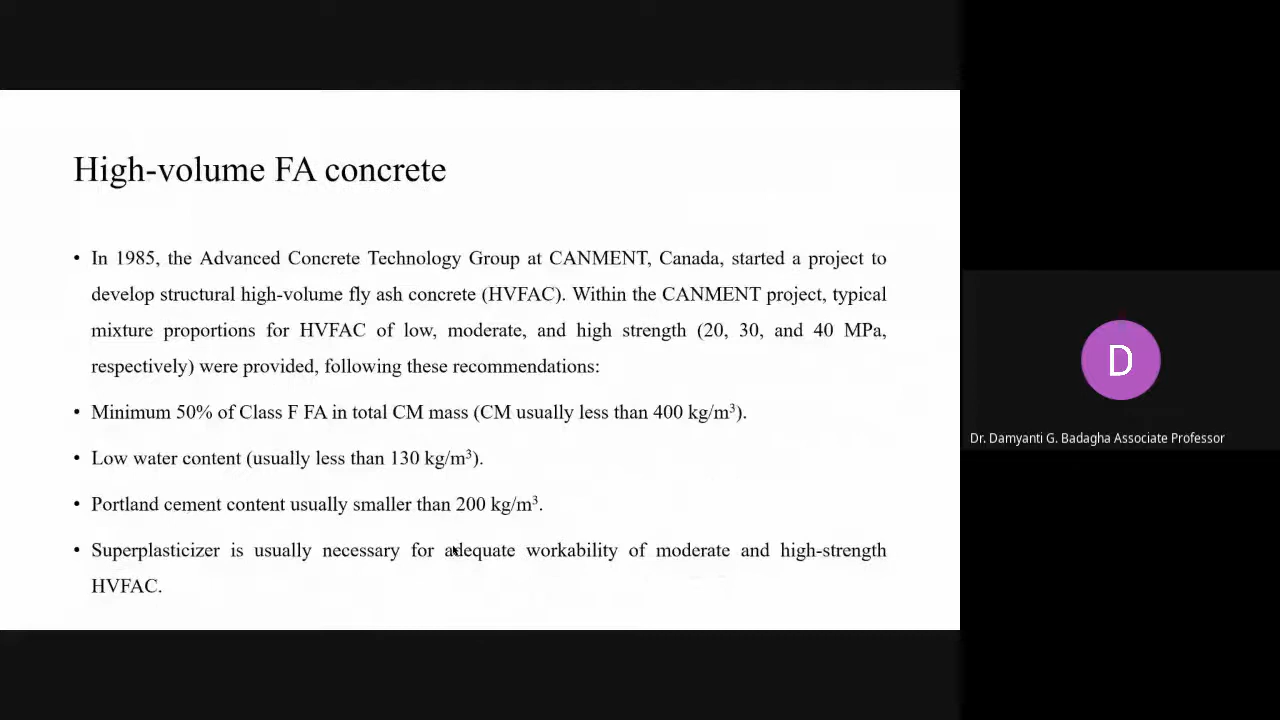 High-volume FA concrete
• In 1985, the Advanced Concrete Technology Group at CANMENT, Canada, started a project to
develop structural high-volume fly ash concrete (HVFAC). Within the CANMENT project, typical
mixture proportions for HVFAC of low, moderate, and high strength (20, 30, and 40 MPa,
respectively) were provided, following these recommendations:
• Minimum 50% of Class F FA in total CM mass (CM usually less than 400 kg/m³).
• Low water content (usually less than 130 kg/m³).
• Portland cement content usually smaller than 200 kg/m³.
• Superplasticizer is usually necessary for adequate workability of moderate and high-strength
HVFAC.
D
Dr. Damyanti G. Badagha Associate Professor